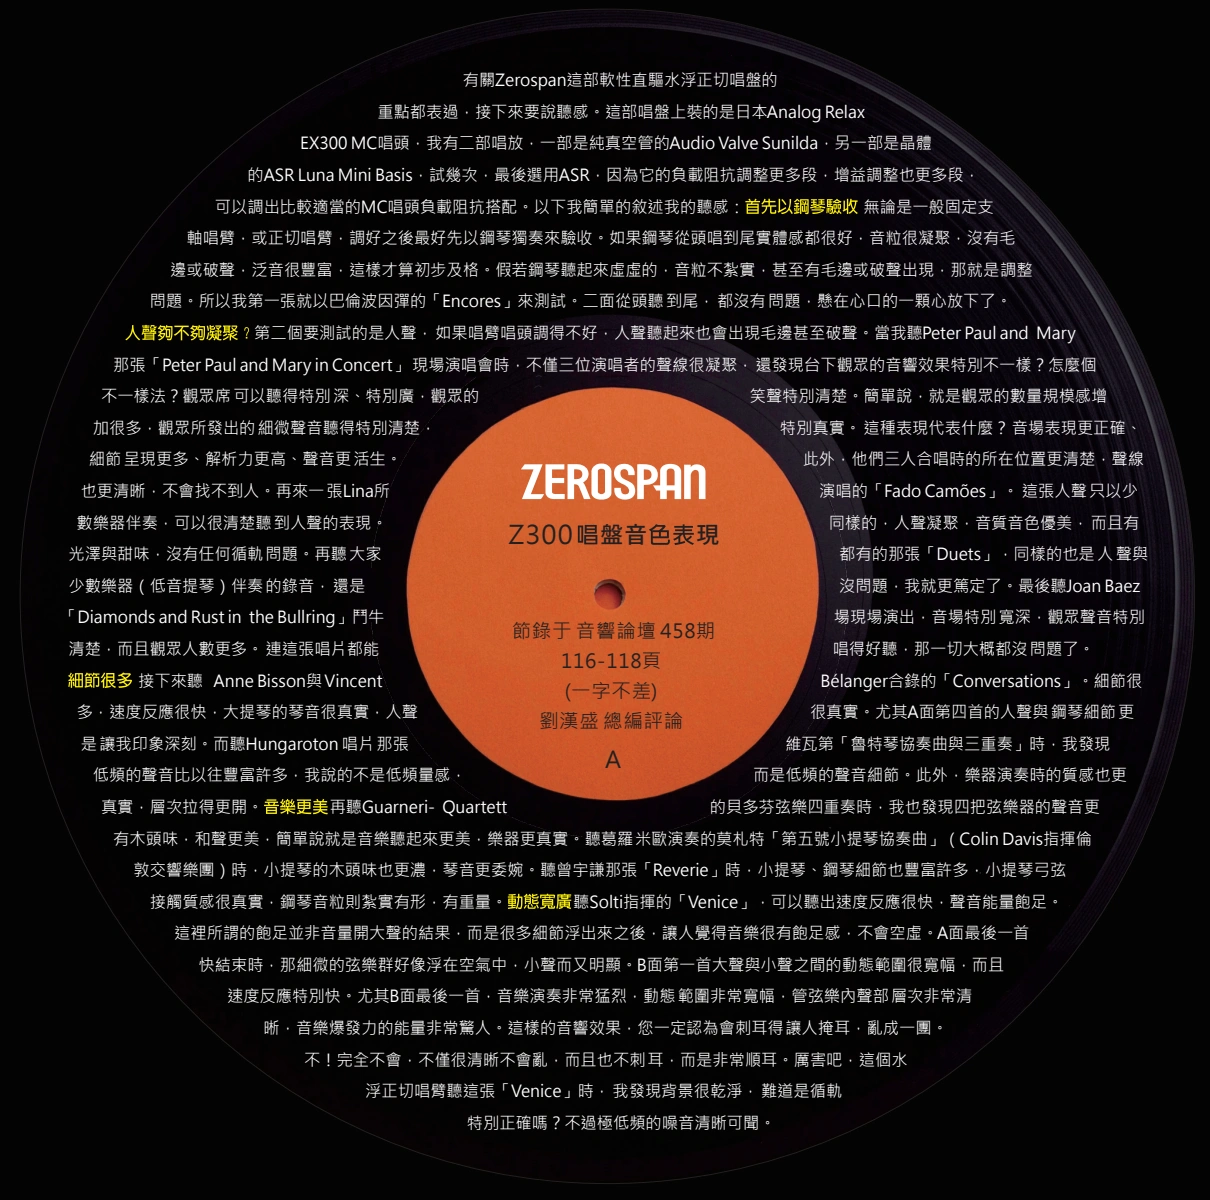 有關Zerospan這部軟性直驅水浮正切唱盤的
重點都表過，接下來要說聽感。這部唱盤上裝的是日本Analog Relax
EX300 MC唱頭，我有二部唱放，一部是純真空管的Audio Valve Sunilda，另一部是晶體
的ASR Luna Mini Basis，試幾次，最後選用ASR，因為它的負載阻抗調整更多段，增益調整也更多段，
可以調出比較適當的MC唱頭負載阻抗搭配。以下我簡單的敘述我的聽感：首先以鋼琴驗收 無論是一般固定支
軸唱臂，或正切唱臂，調好之後最好先以鋼琴獨奏來驗收。如果鋼琴從頭唱到尾實體感都很好，音粒很凝聚，沒有毛
邊或破聲，泛音很豐富，這樣才算初步及格。假若鋼琴聽起來虛虛的，音粒不紮實，甚至有毛邊或破聲出現，那就是調整
問題。所以我第一張就以巴倫波因彈的「Encores」來測試。二面從頭聽到尾，都沒有問題，懸在心口的一顆心放下了。
人聲夠不夠凝聚？第二個要測試的是人聲，如果唱臂唱頭調得不好，人聲聽起來也會出現毛邊甚至破聲。當我聽Peter Paul and Mary
那張「Peter Paul and Mary in Concert」現場演唱會時，不僅三位演唱者的聲線很凝聚，還發現台下觀眾的音響效果特別不一樣？怎麼個
不一樣法？觀眾席可以聽得特別深、特別廣，觀眾的 笑聲特別清楚。簡單說，就是觀眾的數量規模感增
加很多，觀眾所發出的細微聲音聽得特別清楚， 特別真實。這種表現代表什麼？音場表現更正確、
細節呈現更多、解析力更高、聲音更活生。 此外，他們三人合唱時的所在位置更清楚，聲線
也更清晰，不會找不到人。再來一張Lina所 演唱的「Fado Camões」。這張人聲只以少
數樂器伴奏，可以很清楚聽到人聲的表現。 同樣的，人聲凝聚，音質音色優美，而且有
光澤與甜味，沒有任何循軌問題。再聽大家 都有的那張「Duets」，同樣的也是人聲與
少數樂器（低音提琴）伴奏的錄音，還是 沒問題，我就更篤定了。最後聽Joan Baez
「Diamonds and Rust in the Bullring」鬥牛 場現場演出，音場特別寬深，觀眾聲音特別
清楚，而且觀眾人數更多。連這張唱片都能 唱得好聽，那一切大概都沒問題了。
細節很多 接下來聽 Anne Bisson與Vincent Bélanger合錄的「Conversations」。細節很
多，速度反應很快，大提琴的琴音很真實，人聲 很真實。尤其A面第四首的人聲與鋼琴細節更
是讓我印象深刻。而聽Hungaroton唱片那張 維瓦第「魯特琴協奏曲與三重奏」時，我發現
低頻的聲音比以往豐富許多，我說的不是低頻量感， 而是低頻的聲音細節。此外，樂器演奏時的質感也更
真實，層次拉得更開。音樂更美再聽Guarneri- Quartett 的貝多芬弦樂四重奏時，我也發現四把弦樂器的聲音更
有木頭味，和聲更美，簡單說就是音樂聽起來更美，樂器更真實。聽葛羅米歐演奏的莫札特「第五號小提琴協奏曲」（Colin Davis指揮倫
敦交響樂團）時，小提琴的木頭味也更濃，琴音更委婉。聽曾宇謙那張「Reverie」時，小提琴、鋼琴細節也豐富許多，小提琴弓弦
接觸質感很真實，鋼琴音粒則紮實有形，有重量。動態寬廣聽Solti指揮的「Venice」，可以聽出速度反應很快，聲音能量飽足。
這裡所謂的飽足並非音量開大聲的結果，而是很多細節浮出來之後，讓人覺得音樂很有飽足感，不會空虛。A面最後一首
快結束時，那細微的弦樂群好像浮在空氣中，小聲而又明顯。B面第一首大聲與小聲之間的動態範圍很寬幅，而且
速度反應特別快。尤其B面最後一首，音樂演奏非常猛烈，動態範圍非常寬幅，管弦樂內聲部層次非常清
晰，音樂爆發力的能量非常驚人。這樣的音響效果，您一定認為會刺耳得讓人掩耳，亂成一團。
不！完全不會，不僅很清晰不會亂，而且也不刺耳，而是非常順耳。厲害吧，這個水
浮正切唱臂聽這張「Venice」時，我發現背景很乾淨，難道是循軌
特別正確嗎？不過極低頻的噪音清晰可聞。
ZEROSPAN
Z300唱盤音色表現
節錄于 音響論壇 458期
116-118頁
(一字不差)
劉漢盛 總編評論
A